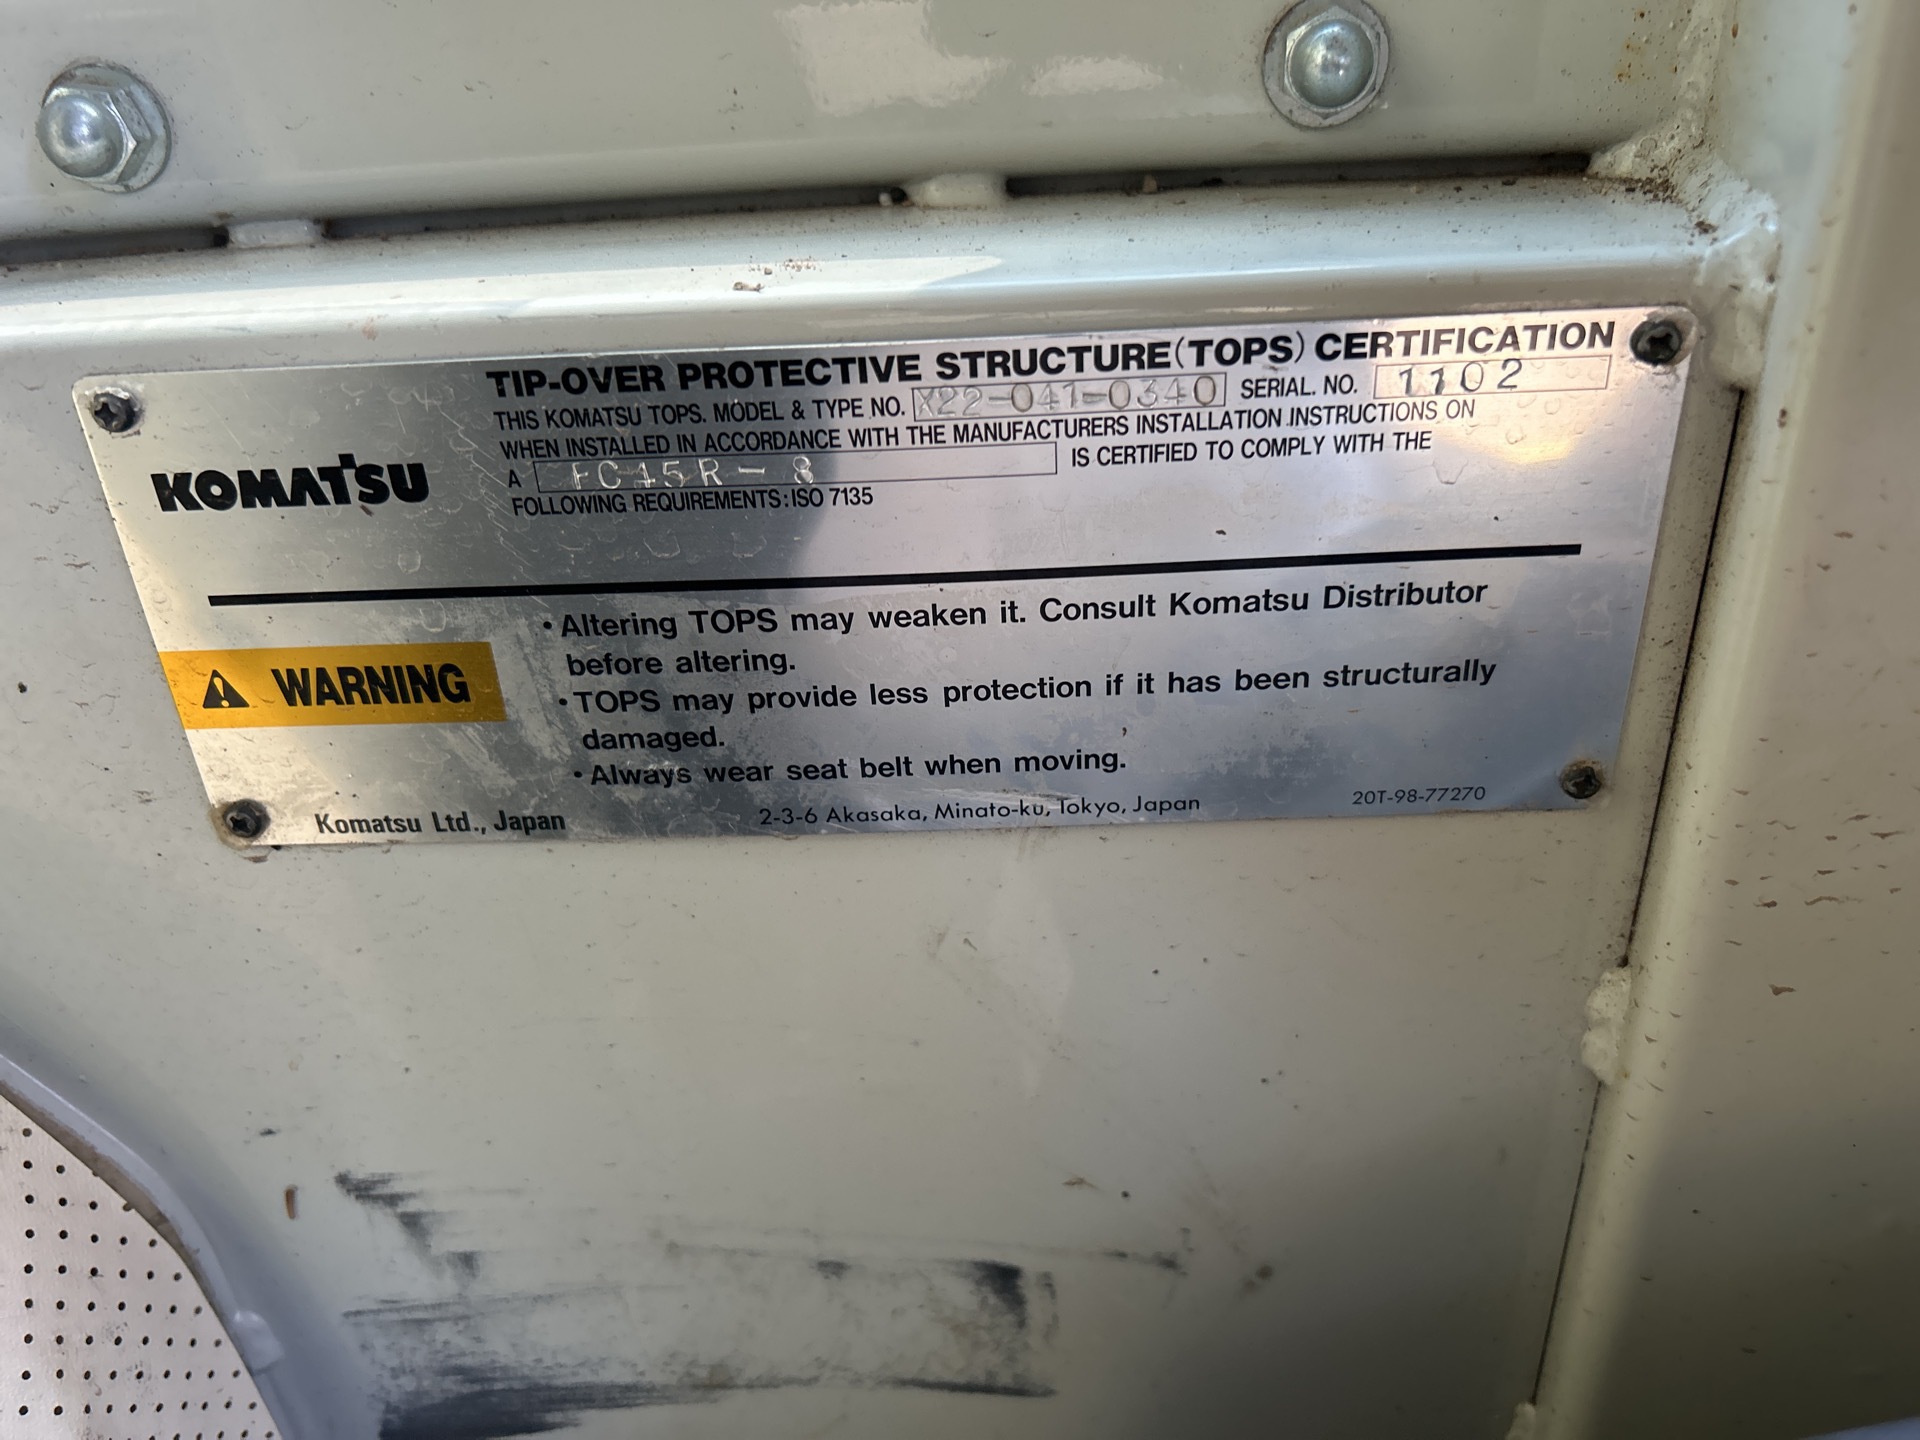 TIP-OVER PROTECTIVE STRUCTURE(TOPS) CERTIFICATION
THIS KOMATSU TOPS. MODEL & TYPE NO. X22-041-0340 SERIAL. NO. 1102
WHEN INSTALLED IN ACCORDANCE WITH THE MANUFACTURERS INSTALLATION INSTRUCTIONS ON
A PC15R-8 IS CERTIFIED TO COMPLY WITH THE
FOLLOWING REQUIREMENTS: ISO 7135
KOMATSU
WARNING
• Altering TOPS may weaken it. Consult Komatsu Distributor
before altering.
• TOPS may provide less protection if it has been structurally
damaged.
• Always wear seat belt when moving.
Komatsu Ltd., Japan
2-3-6 Akasaka, Minato-ku, Tokyo, Japan
20T-98-77270